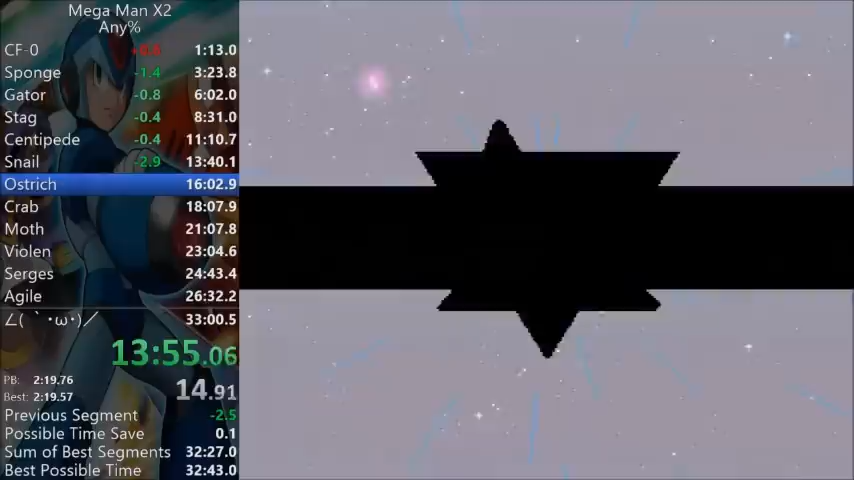 Mega Man X2
Any%
CF-0 +0.3 1:13.0
Sponge -1.4 3:23.8
Gator -0.8 6:02.0
Stag -0.4 8:31.0
Centipede -0.4 11:10.7
Snail -2.9 13:40.1
Ostrich 16:02.9
Crab 18:07.9
Moth 21:07.8
Violen 23:04.6
Serges 24:43.4
Agile 26:32.2
∠(｀･ω･)／ 33:00.5
13:55.06
PB: 2:19.76
Best: 2:19.57
14.91
Previous Segment -2.5
Possible Time Save 0.1
Sum of Best Segments 32:27.0
Best Possible Time 32:43.0